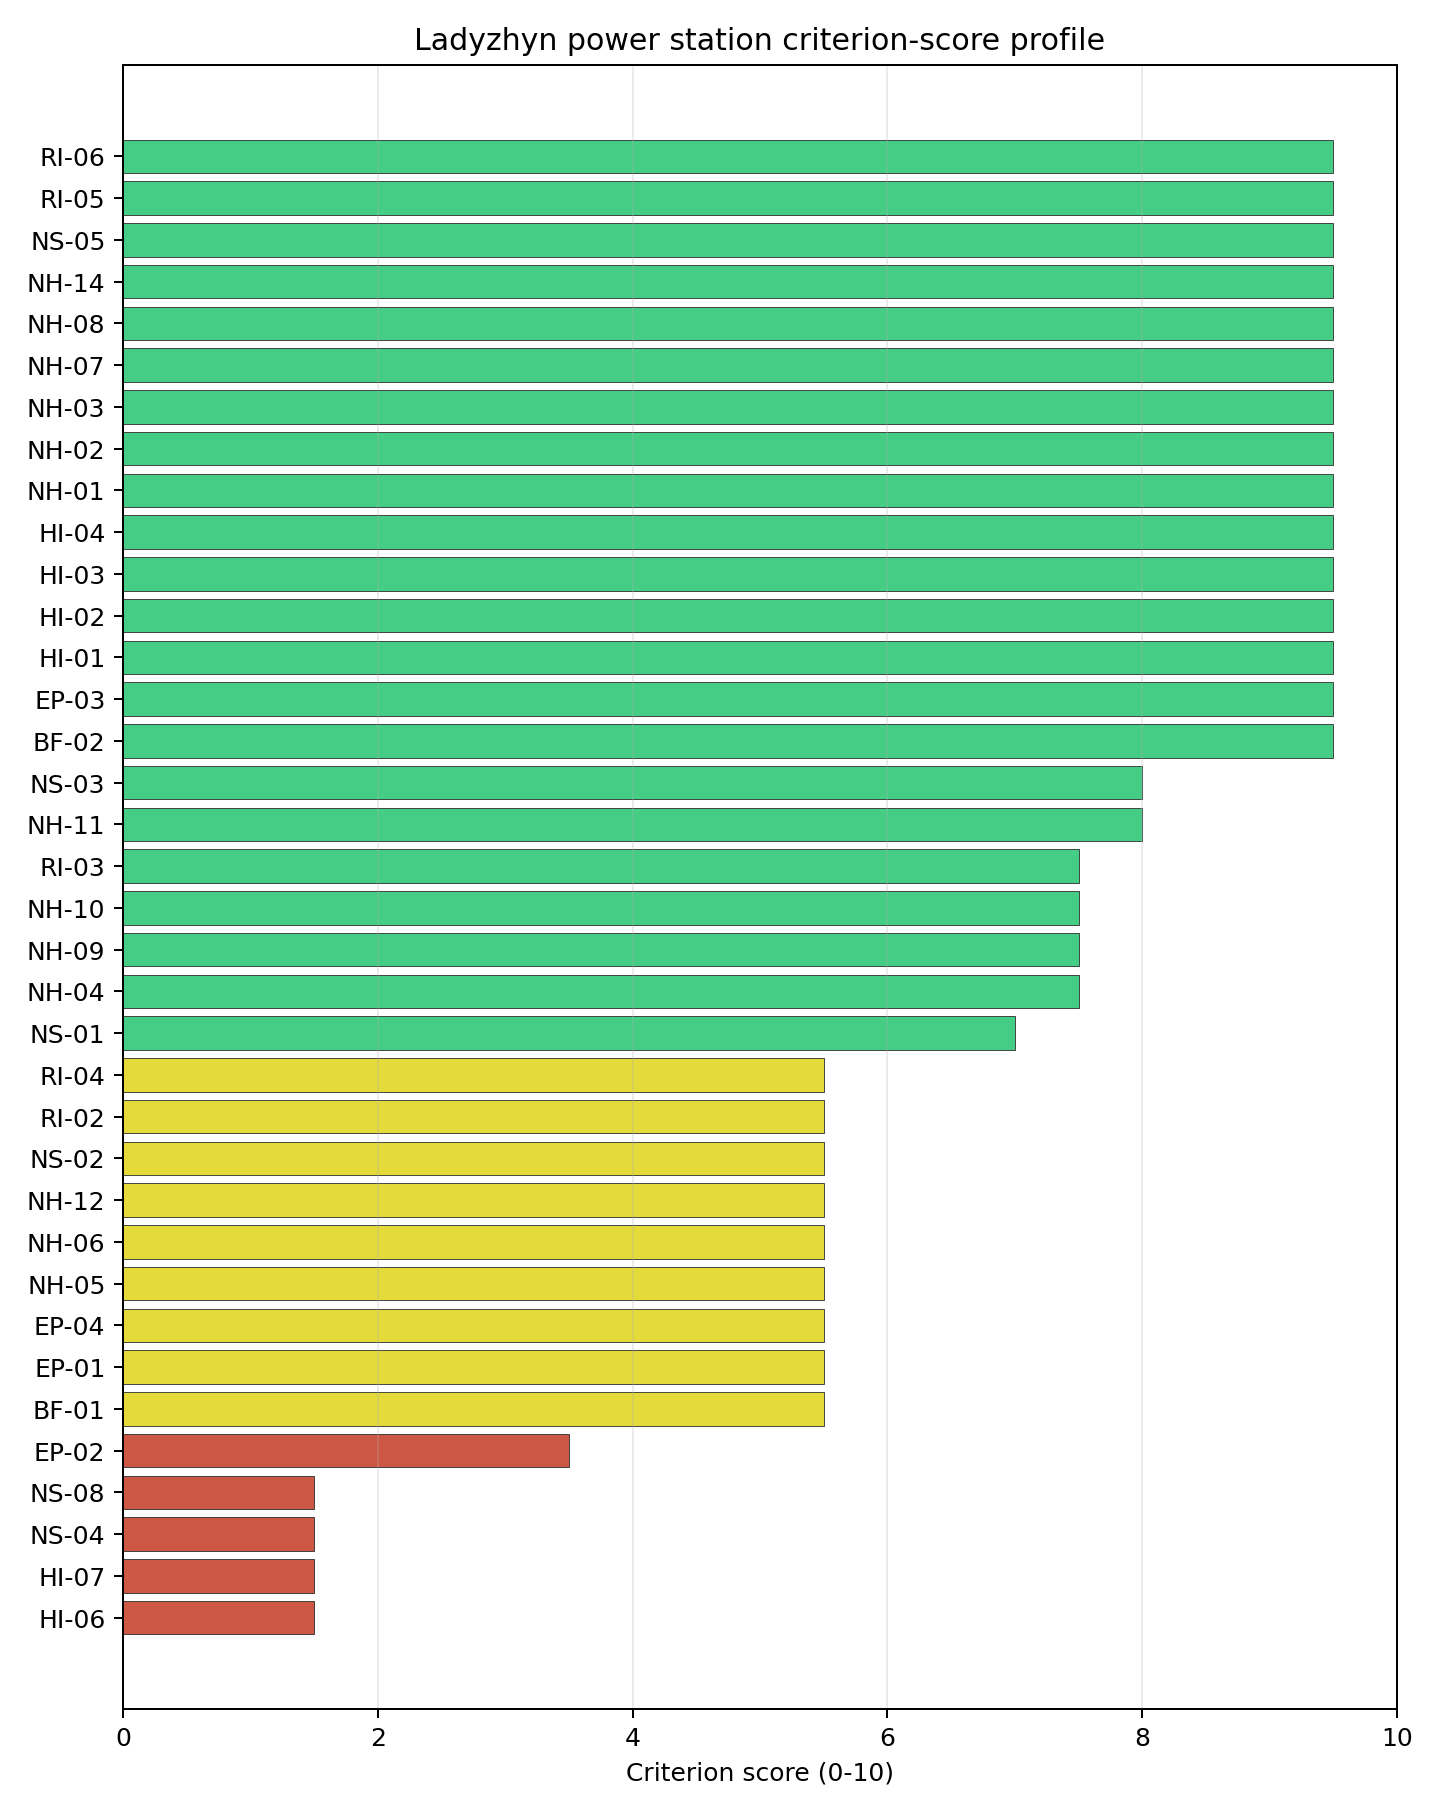 Ladyzhyn power station criterion-score profile
RI-06
RI-05
NS-05
NH-14
NH-08
NH-07
NH-03
NH-02
NH-01
HI-04
HI-03
HI-02
HI-01
EP-03
BF-02
NS-03
NH-11
RI-03
NH-10
NH-09
NH-04
NS-01
RI-04
RI-02
NS-02
NH-12
NH-06
NH-05
EP-04
EP-01
BF-01
EP-02
NS-08
NS-04
HI-07
HI-06
0 2 4 6 8 10
Criterion score (0-10)